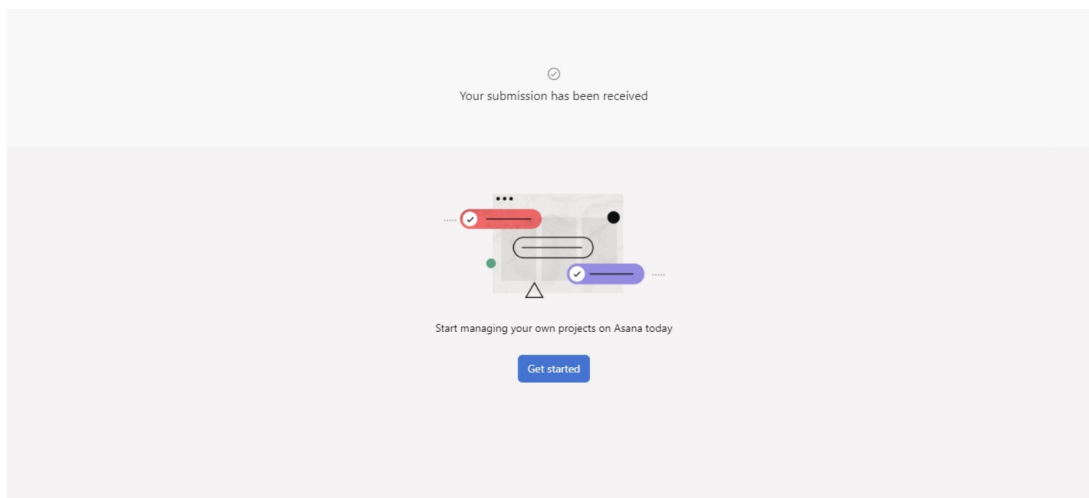 Your submission has been received
Start managing your own projects on Asana today
Get started